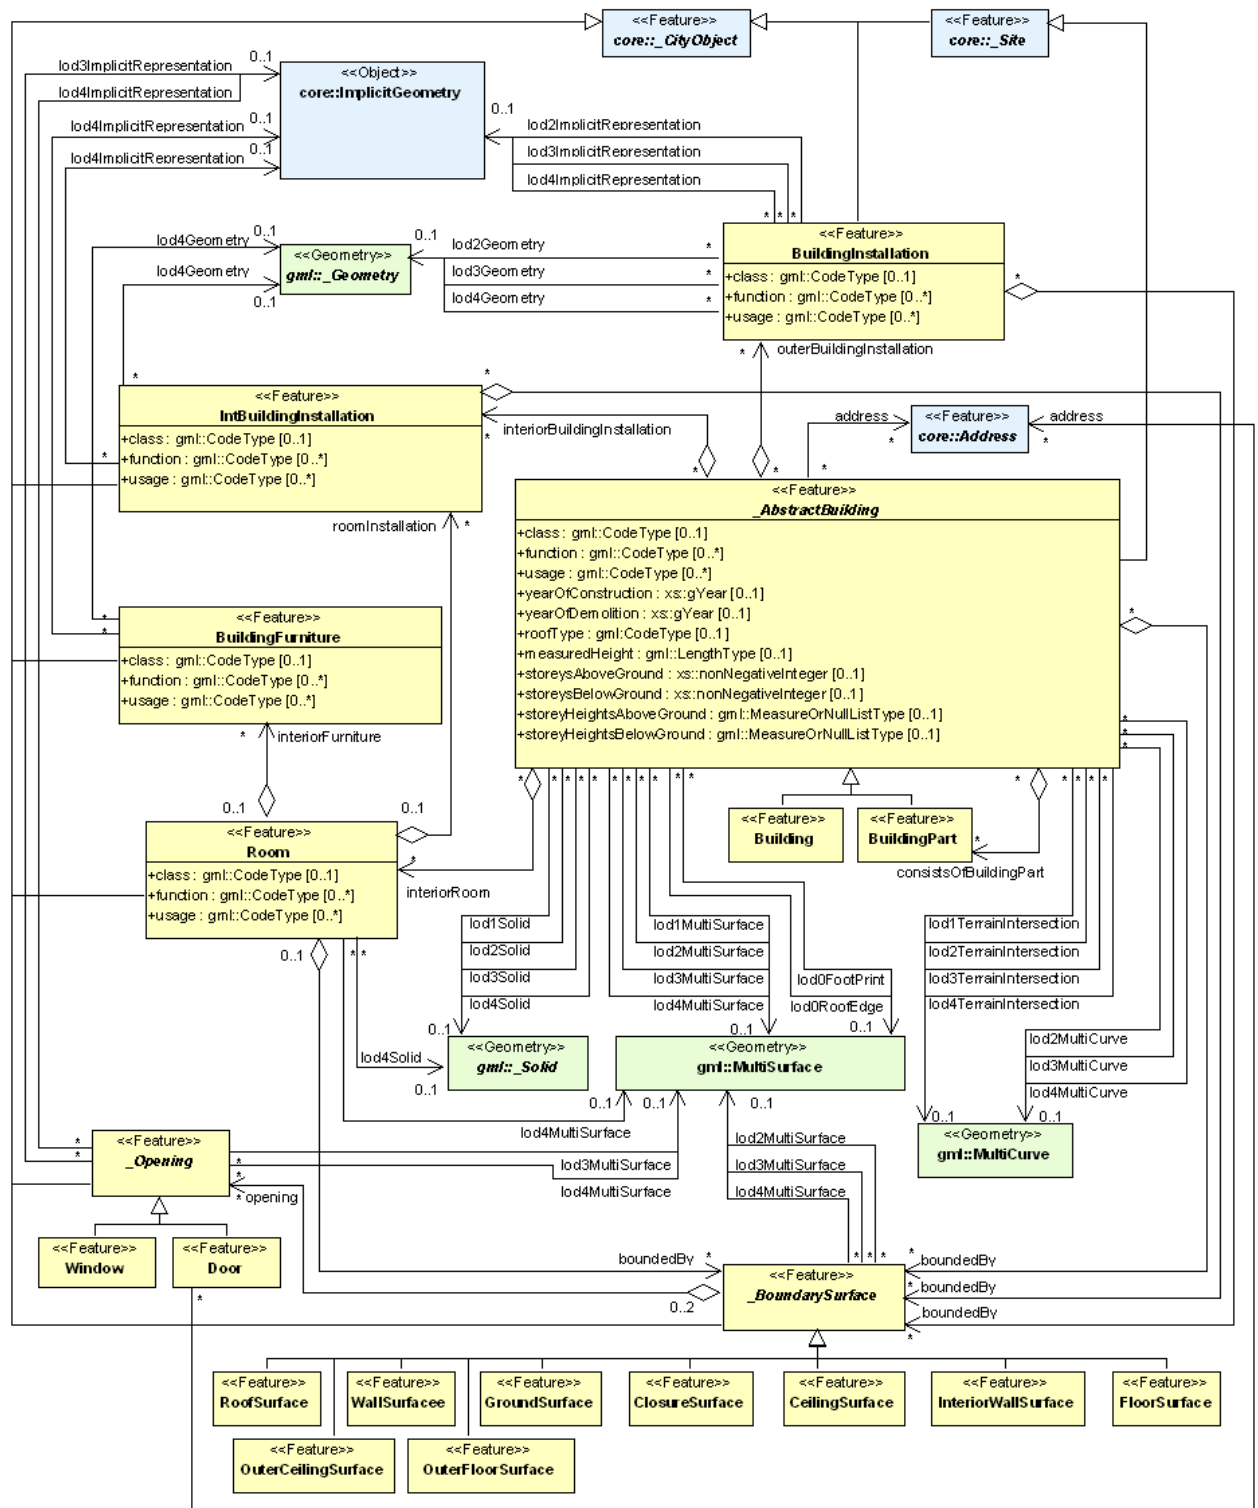 <<Feature>>
core::_CityObject
<<Feature>>
core::_Site
lod3ImplicitRepresentation
0..1
lod4ImplicitRepresentation
lod4ImplicitRepresentation
0..1
lod4ImplicitRepresentation
0..1
<<Object>>
core::ImplicitGeometry
0..1
lod2ImplicitRepresentation
lod3ImplicitRepresentation
lod4ImplicitRepresentation
* * *
<<Feature>>
BuildingInstallation
+class : gml::CodeType [0..1]
+function : gml::CodeType [0..*]
+usage : gml::CodeType [0..*]
*
lod4Geometry
0..1
lod4Geometry
0..1
<<Geometry>>
gml::_Geometry
0..1
lod2Geometry
*
lod3Geometry
*
lod4Geometry
*
* outerBuildingInstallation
*
<<Feature>>
IntBuildingInstallation
+class : gml::CodeType [0..1]
+function : gml::CodeType [0..*]
+usage : gml::CodeType [0..*]
*
*
*
interiorBuildingInstallation
address
*
<<Feature>>
core::Address
address
*
* * *
<<Feature>>
_AbstractBuilding
+class : gml::CodeType [0..1]
+function : gml::CodeType [0..*]
+usage : gml::CodeType [0..*]
+yearOfConstruction : xs::gYear [0..1]
+yearOfDemolition : xs::gYear [0..1]
+roofType : gml:CodeType [0..1]
+measuredHeight : gml::LengthType [0..1]
+storeysAboveGround : xs::nonNegativeInteger [0..1]
+storeysBelowGround : xs::nonNegativeInteger [0..1]
+storeyHeightsAboveGround : gml::MeasureOrNullListType [0..1]
+storeyHeightsBelowGround : gml::MeasureOrNullListType [0..1]
*
*
*
*
roomInstallation
*
<<Feature>>
BuildingFurniture
+class : gml::CodeType [0..1]
+function : gml::CodeType [0..*]
+usage : gml::CodeType [0..*]
*
*
* interiorFurniture
0..1
0..1
<<Feature>>
Room
+class : gml::CodeType [0..1]
+function : gml::CodeType [0..*]
+usage : gml::CodeType [0..*]
*
interiorRoom
* * * * * * * * * * * * * * * * *
<<Feature>>
Building
<<Feature>>
BuildingPart
*
consistsOfBuildingPart
0..1
* *
lod1Solid
lod2Solid
lod3Solid
lod4Solid
0..1
lod1MultiSurface
lod2MultiSurface
lod3MultiSurface
lod4MultiSurface
0..1
lod0FootPrint
lod0RoofEdge
0..1
lod1TerrainIntersection
lod2TerrainIntersection
lod3TerrainIntersection
lod4TerrainIntersection
0..1
lod2MultiCurve
lod3MultiCurve
lod4MultiCurve
0..1
lod4Solid
0..1
<<Geometry>>
gml::_Solid
<<Geometry>>
gml::MultiSurface
<<Geometry>>
gml::MultiCurve
0..1
0..1
0..1
lod4MultiSurface
<<Feature>>
_Opening
*
*
*
*
lod3MultiSurface
lod4MultiSurface
* opening
lod2MultiSurface
lod3MultiSurface
lod4MultiSurface
* * *
<<Feature>>
Window
<<Feature>>
Door
*
boundedBy
*
0..2
<<Feature>>
_BoundarySurface
*
boundedBy
*
boundedBy
boundedBy
*
<<Feature>>
RoofSurface
<<Feature>>
WallSurfacee
<<Feature>>
GroundSurface
<<Feature>>
ClosureSurface
<<Feature>>
CeilingSurface
<<Feature>>
InteriorWallSurface
<<Feature>>
FloorSurface
<<Feature>>
OuterCeilingSurface
<<Feature>>
OuterFloorSurface